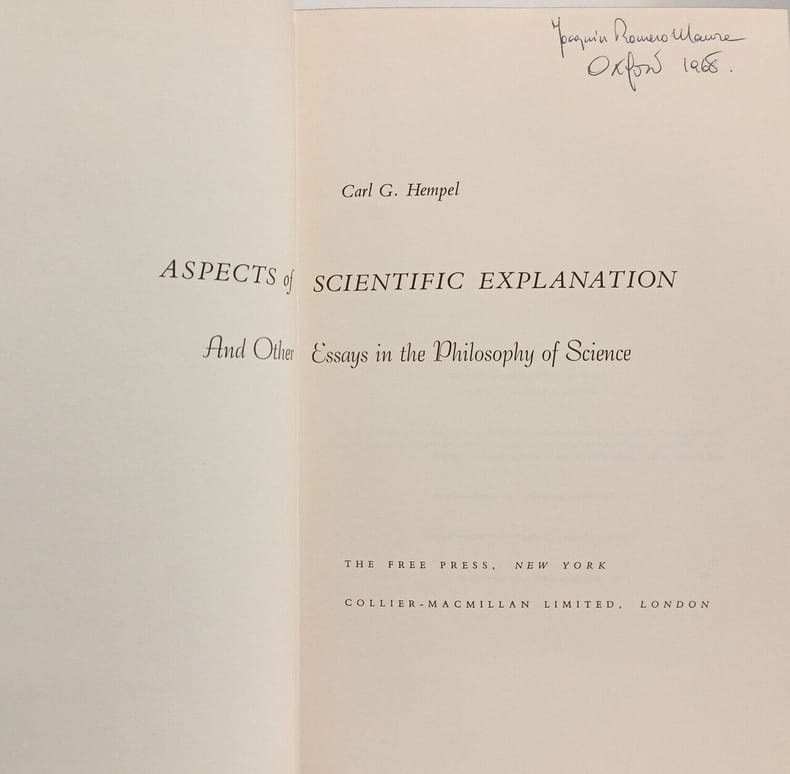 Joaquín Romero Maura
Oxford 1968.
Carl G. Hempel
ASPECTS of SCIENTIFIC EXPLANATION
And Other Essays in the Philosophy of Science
THE FREE PRESS, NEW YORK
COLLIER-MACMILLAN LIMITED, LONDON